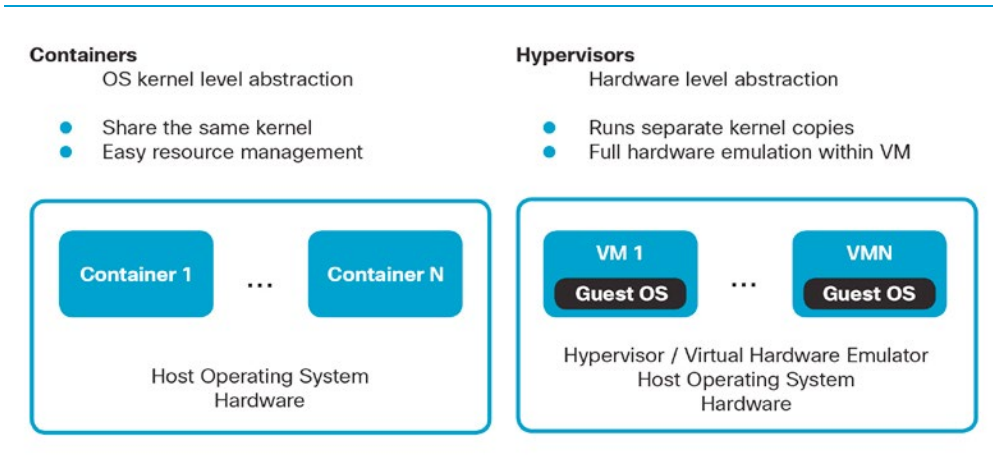 Containers
OS kernel level abstraction
Share the same kernel
Easy resource management
Container 1
...
Container N
Host Operating System
Hardware
Hypervisors
Hardware level abstraction
Runs separate kernel copies
Full hardware emulation within VM
VM 1
Guest OS
...
VMN
Guest OS
Hypervisor / Virtual Hardware Emulator
Host Operating System
Hardware